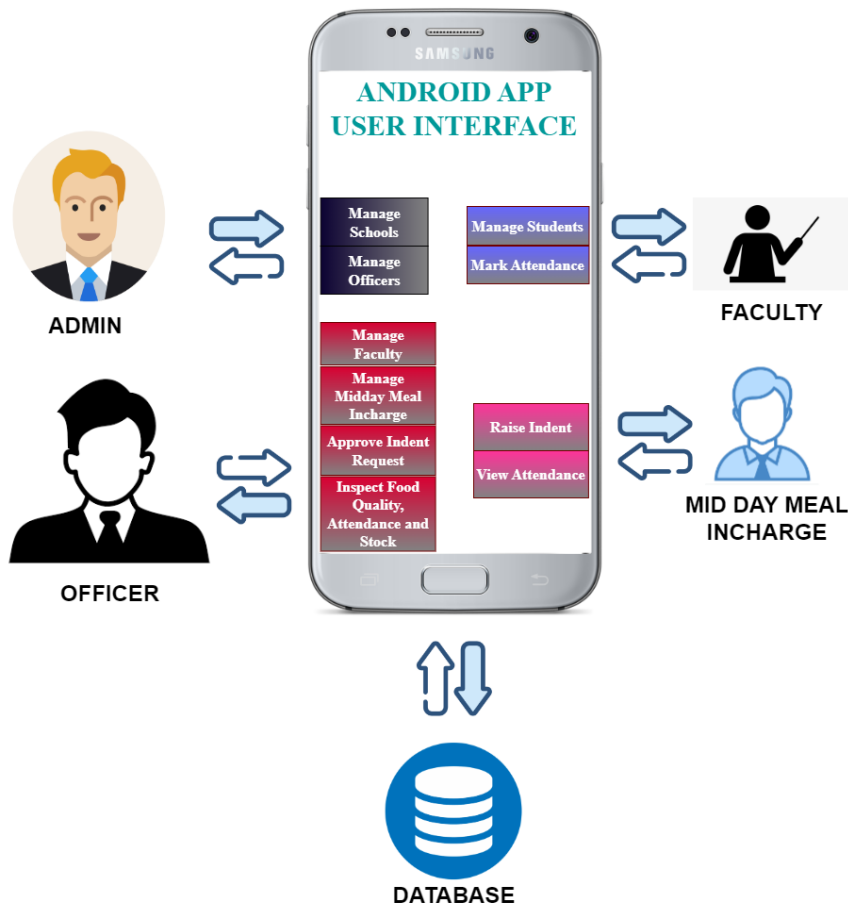 SAMSUNG
ANDROID APP
USER INTERFACE
Manage
Schools
Manage
Officers
Manage Students
Mark Attendance
ADMIN
FACULTY
Manage
Faculty
Manage
Midday Meal
Incharge
Approve Indent
Request
Inspect Food
Quality,
Attendance and
Stock
Raise Indent
View Attendance
OFFICER
MID DAY MEAL
INCHARGE
DATABASE